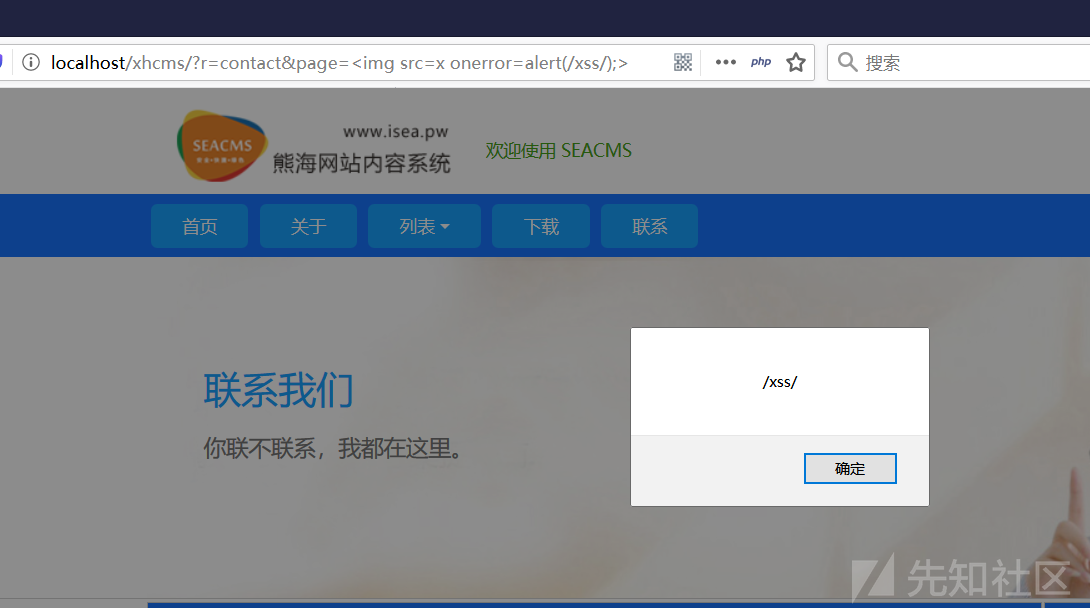 localhost/xhcms/?r=contact&page=<img src=x onerror=alert(/xss/);>
php
搜索
SEACMS
www.isea.pw
熊海网站内容系统
欢迎使用 SEACMS
首页
关于
列表
下载
联系
联系我们
你联不联系，我都在这里。
/xss/
确定
先知社区